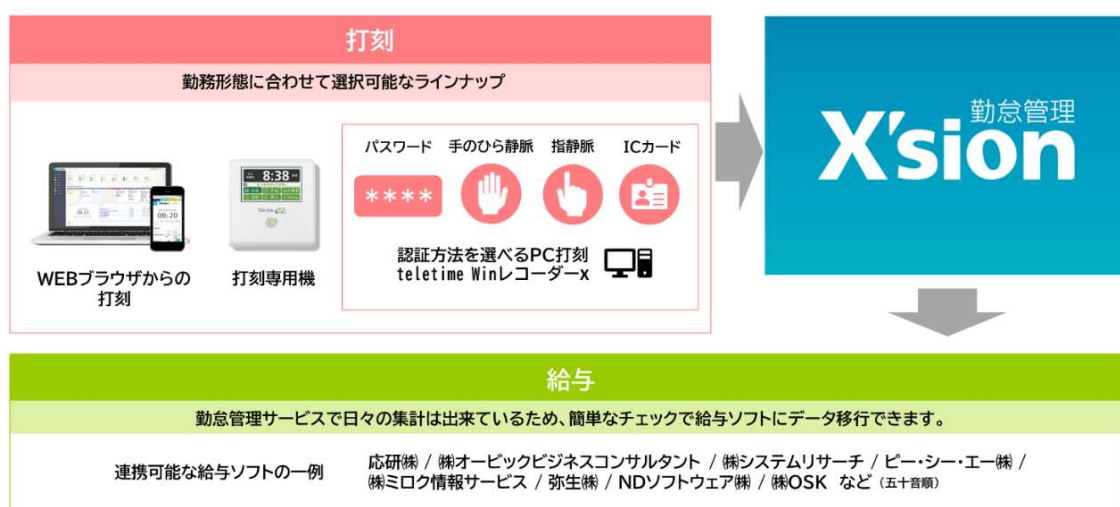 打刻
勤務形態に合わせて選択可能なラインナップ
WEBブラウザからの
打刻
8:38
08:20
打刻専用機
パスワード 手のひら静脈 指静脈 ICカード
****
認証方法を選べるPC打刻
teletime Winレコーダーx
X'sion
勤怠管理
給与
勤怠管理サービスで日々の集計は出来ているため、簡単なチェックで給与ソフトにデータ移行できます。
連携可能な給与ソフトの一例
応研㈱ / ㈱オービックビジネスコンサルタント / ㈱システムリサーチ / ピー・シー・エー㈱ /
㈱ミロク情報サービス / 弥生㈱ / NDソフトウェア㈱ / ㈱OSK など (五十音順)